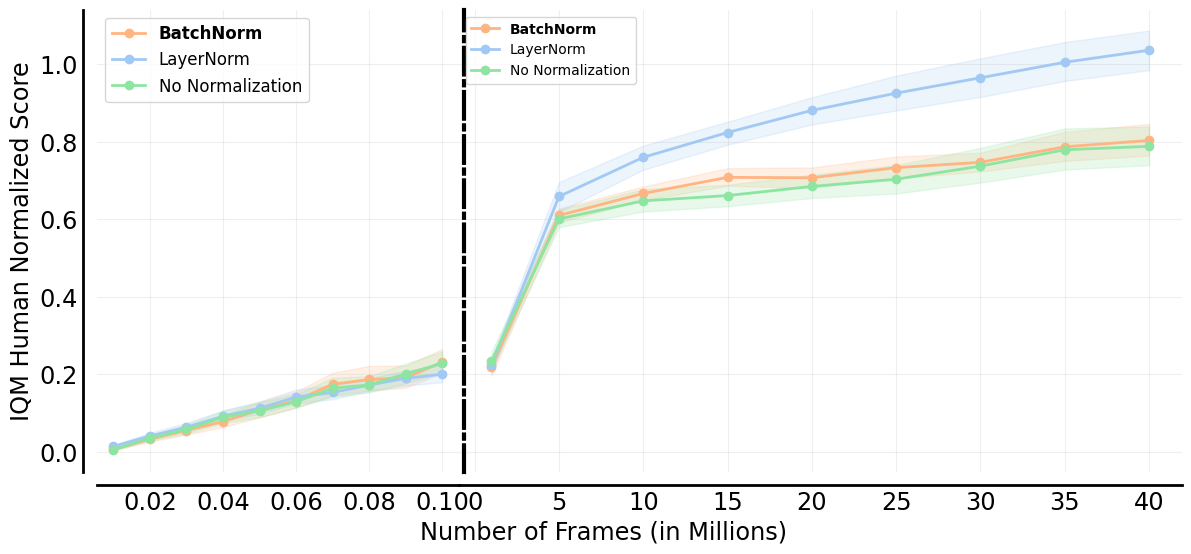 BatchNorm
LayerNorm
No Normalization
BatchNorm
LayerNorm
No Normalization
IQM Human Normalized Score
1.0
0.8
0.6
0.4
0.2
0.0
0.02 0.04 0.06 0.08 0.10 0 5 10 15 20 25 30 35 40
Number of Frames (in Millions)